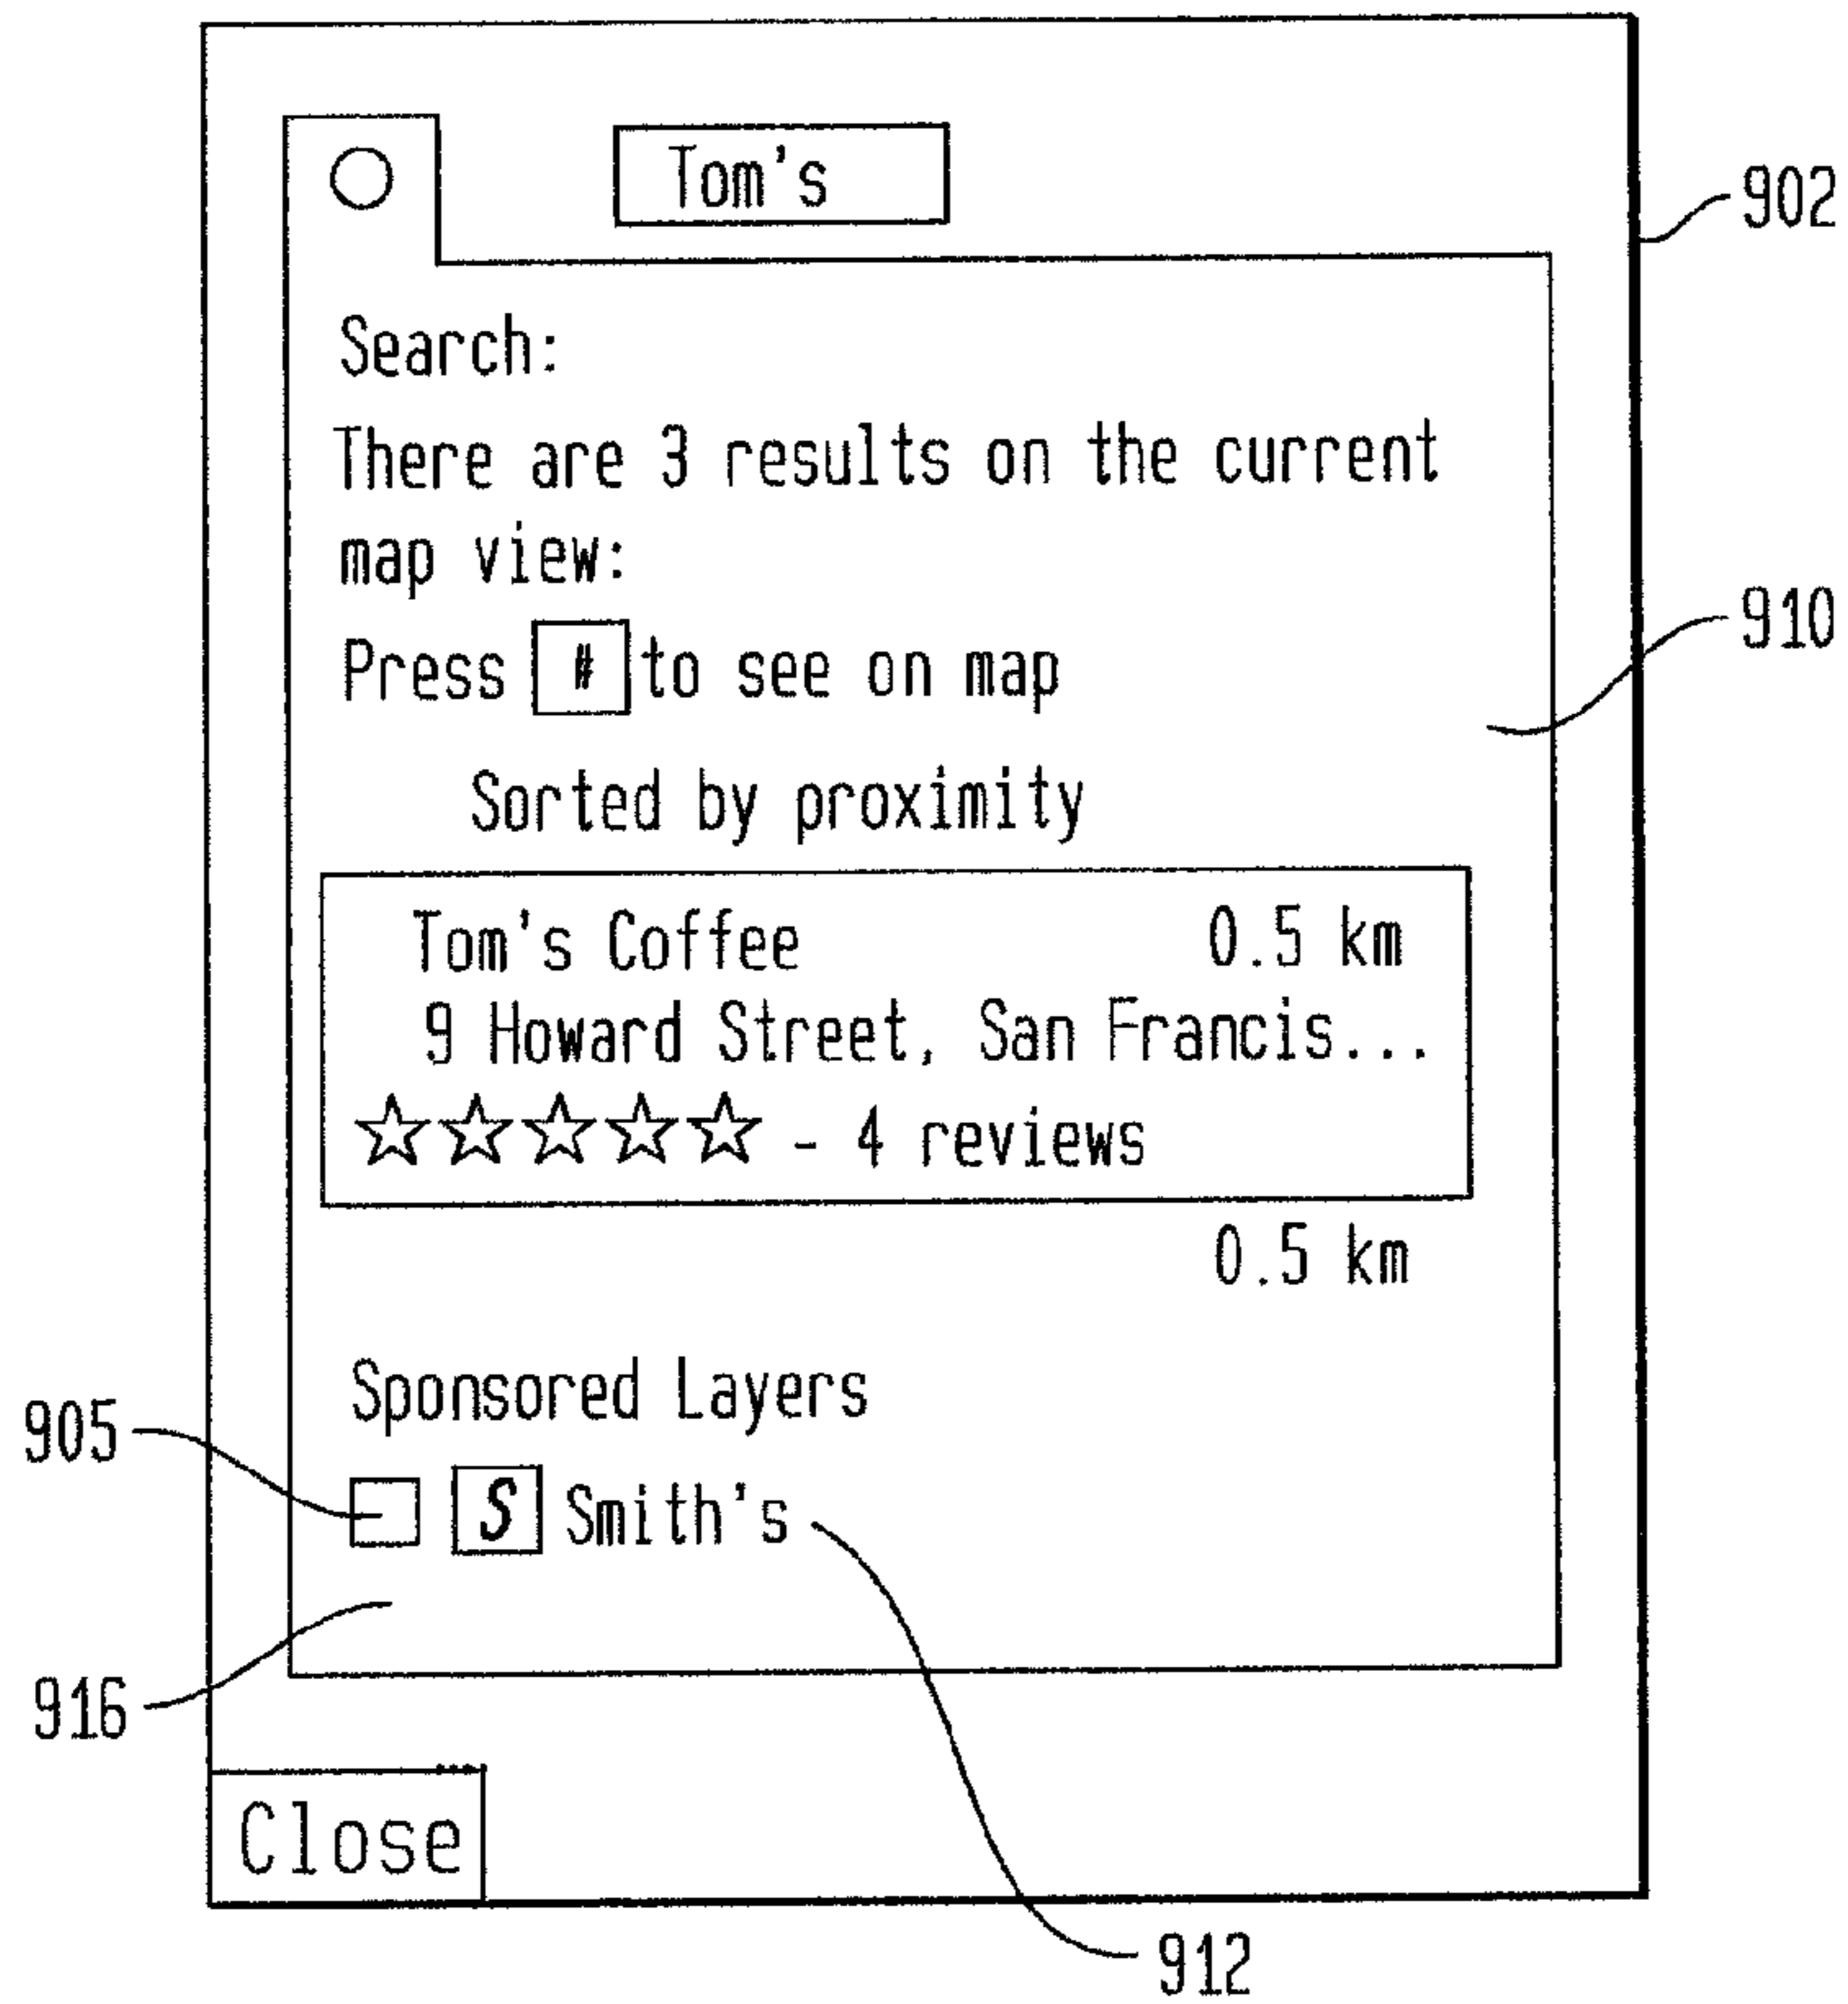 Tom's
902
Search:
There are 3 results on the current
map view:
910
Press # to see on map
Sorted by proximity
Tom's Coffee 0.5 km
9 Howard Street, San Francis...
- 4 reviews
0.5 km
Sponsored Layers
905
S Smith's
916
Close
912